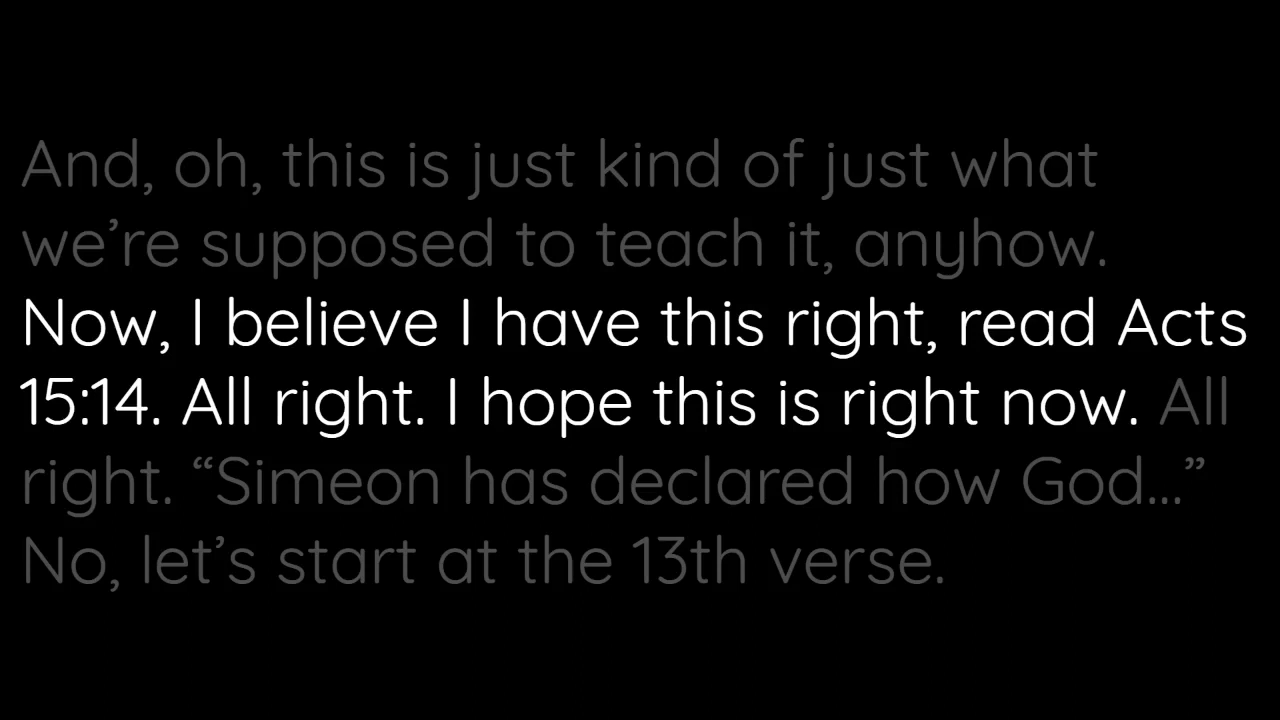 And, oh, this is just kind of just what
we’re supposed to teach it, anyhow.
Now, I believe I have this right, read Acts
15:14. All right. I hope this is right now. All
right. “Simeon has declared how God...”
No, let’s start at the 13th verse.